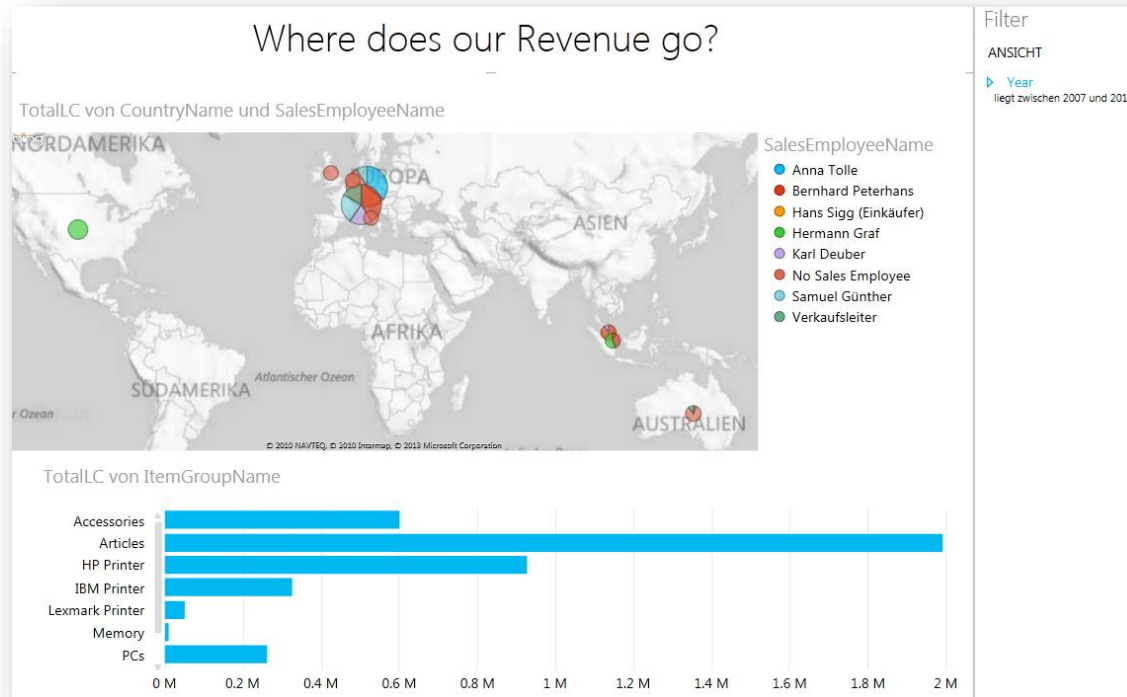 Where does our Revenue go?
Filter
ANSICHT
Year
liegt zwischen 2007 und 201
TotalLC von CountryName und SalesEmployeeName
bing
NORDAMERIKA
EUROPA
ASIEN
AFRIKA
SÜDAMERIKA
Atlantischer Ozean
r Ozean
AUSTRALIEN
© 2010 NAVTEQ, © 2010 Intermap, © 2013 Microsoft Corporation
SalesEmployeeName
Anna Tolle
Bernhard Peterhans
Hans Sigg (Einkäufer)
Hermann Graf
Karl Deuber
No Sales Employee
Samuel Günther
Verkaufsleiter
TotalLC von ItemGroupName
Accessories
Articles
HP Printer
IBM Printer
Lexmark Printer
Memory
PCs
0 M 0.2 M 0.4 M 0.6 M 0.8 M 1 M 1.2 M 1.4 M 1.6 M 1.8 M 2 M